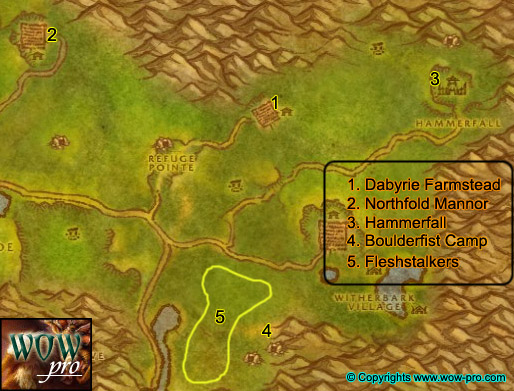 2
3
1
HAMMERFALL
REFUGE
POINTE
1. Dabyrie Farmstead
2. Northfold Mannor
3. Hammerfall
4. Boulderfist Camp
5. Fleshstalkers
WITHERBARK
VILLAGE
5
4
WOW
pro
© Copyrights www.wow-pro.com